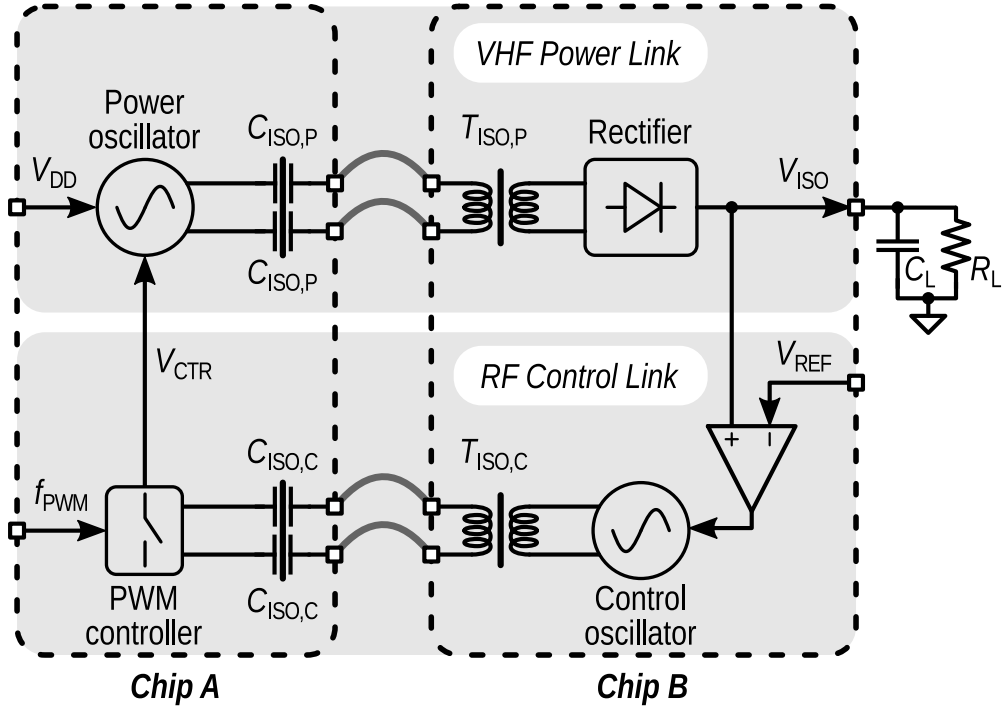 VHF Power Link
Power
oscillator
C_ISO,P
T_ISO,P
Rectifier
V_DD
V_ISO
C_ISO,P
C_L
R_L
V_CTR
RF Control Link
V_REF
+
−
C_ISO,C
T_ISO,C
f_PWM
C_ISO,C
PWM
controller
Control
oscillator
Chip A
Chip B